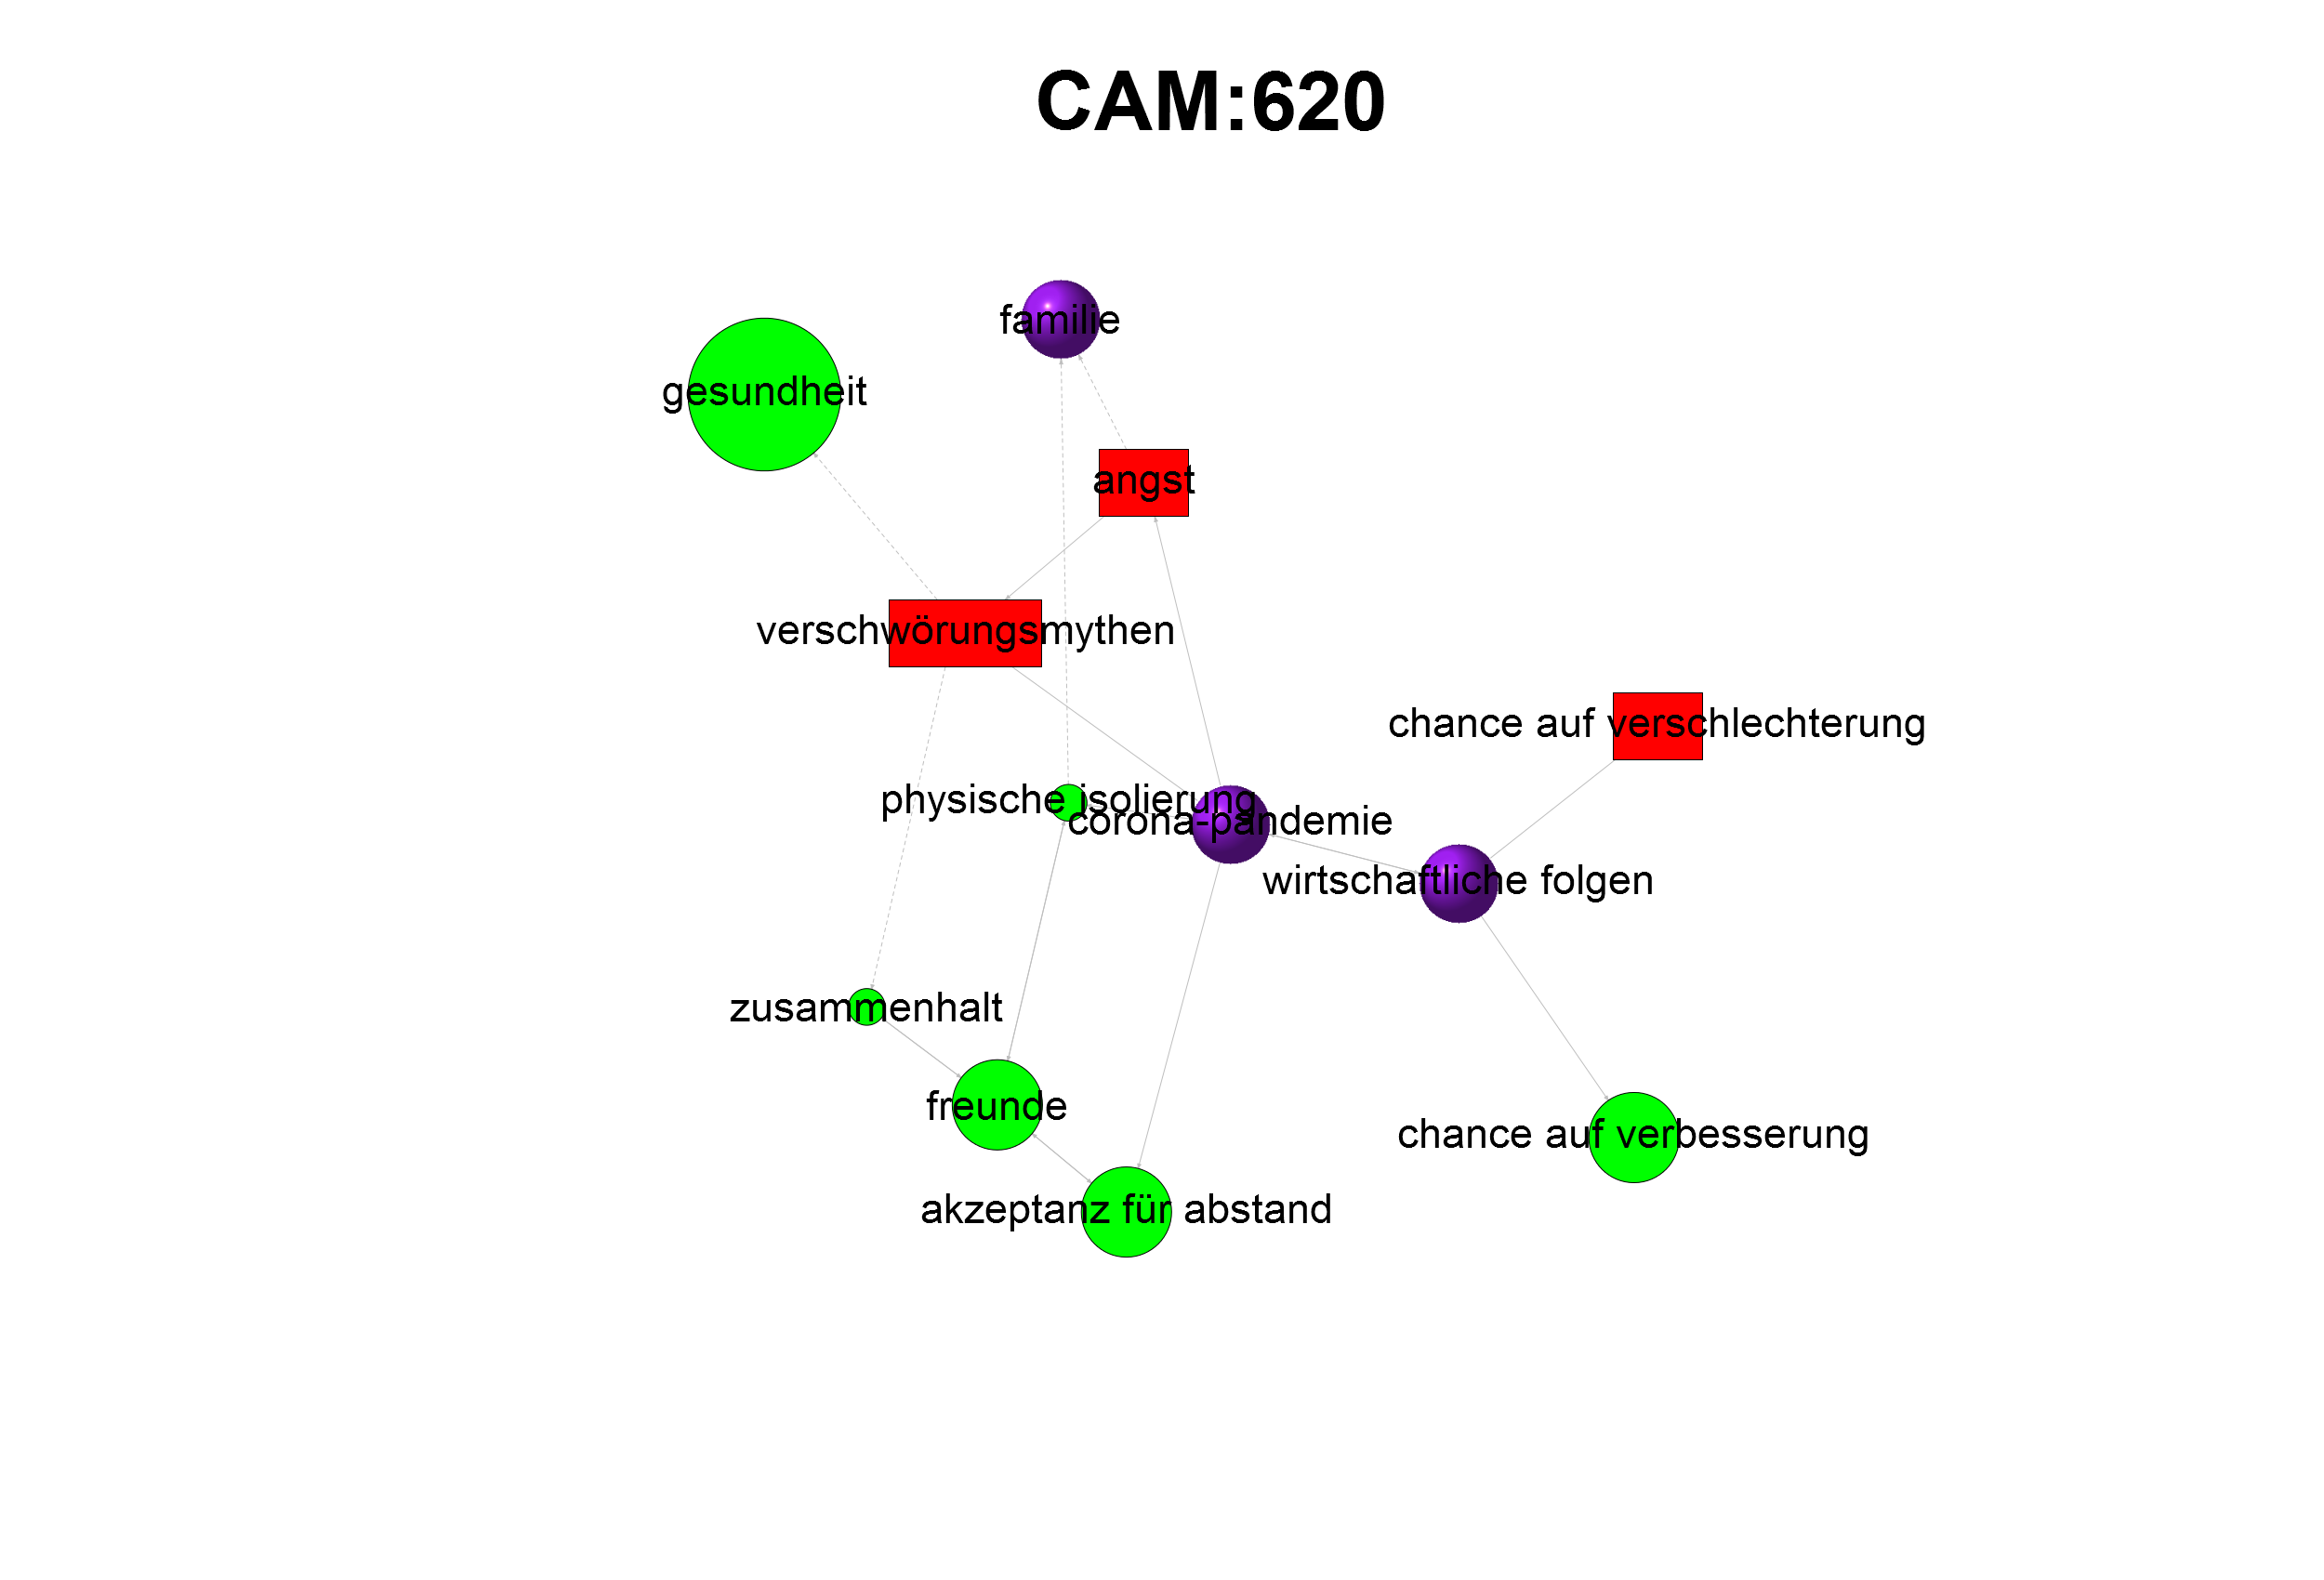 CAM:620
familie
gesundheit
angst
verschwörungsmythen
chance auf verschlechterung
physische isolierung
corona-pandemie
wirtschaftliche folgen
zusammenhalt
freunde
chance auf verbesserung
akzeptanz für abstand